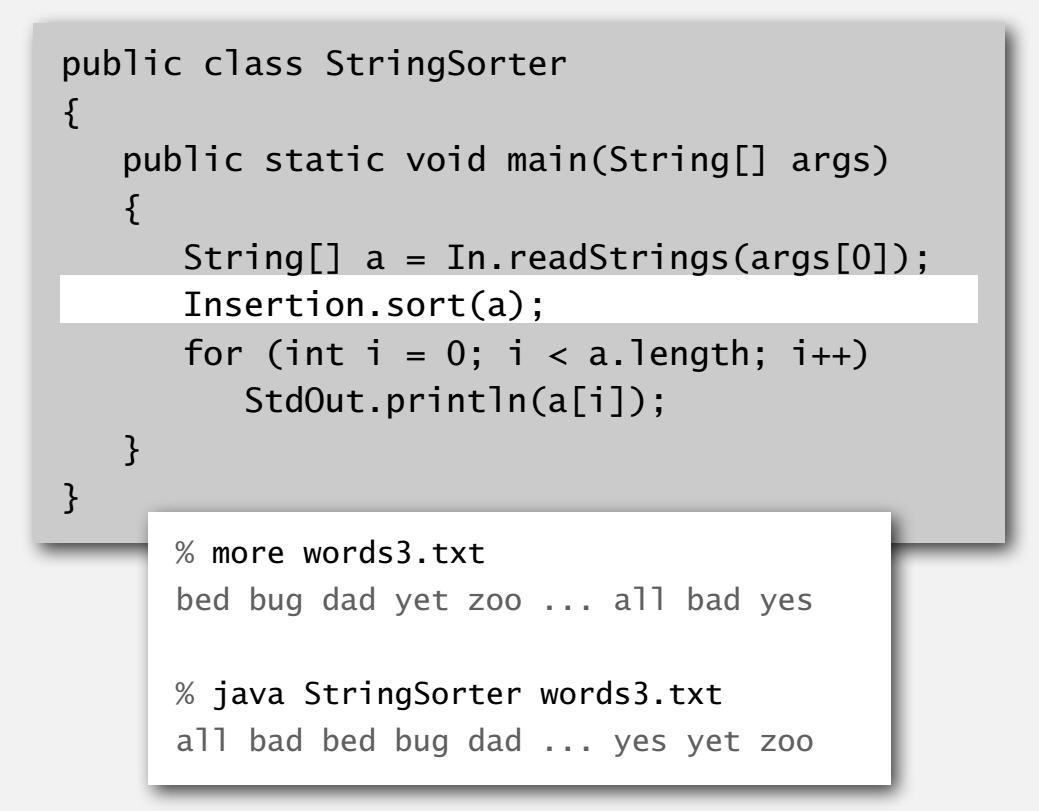 public class StringSorter
{
   public static void main(String[] args)
   {
      String[] a = In.readStrings(args[0]);
      Insertion.sort(a);
      for (int i = 0; i < a.length; i++)
         StdOut.println(a[i]);
   }
}
% more words3.txt
bed bug dad yet zoo ... all bad yes
% java StringSorter words3.txt
all bad bed bug dad ... yes yet zoo